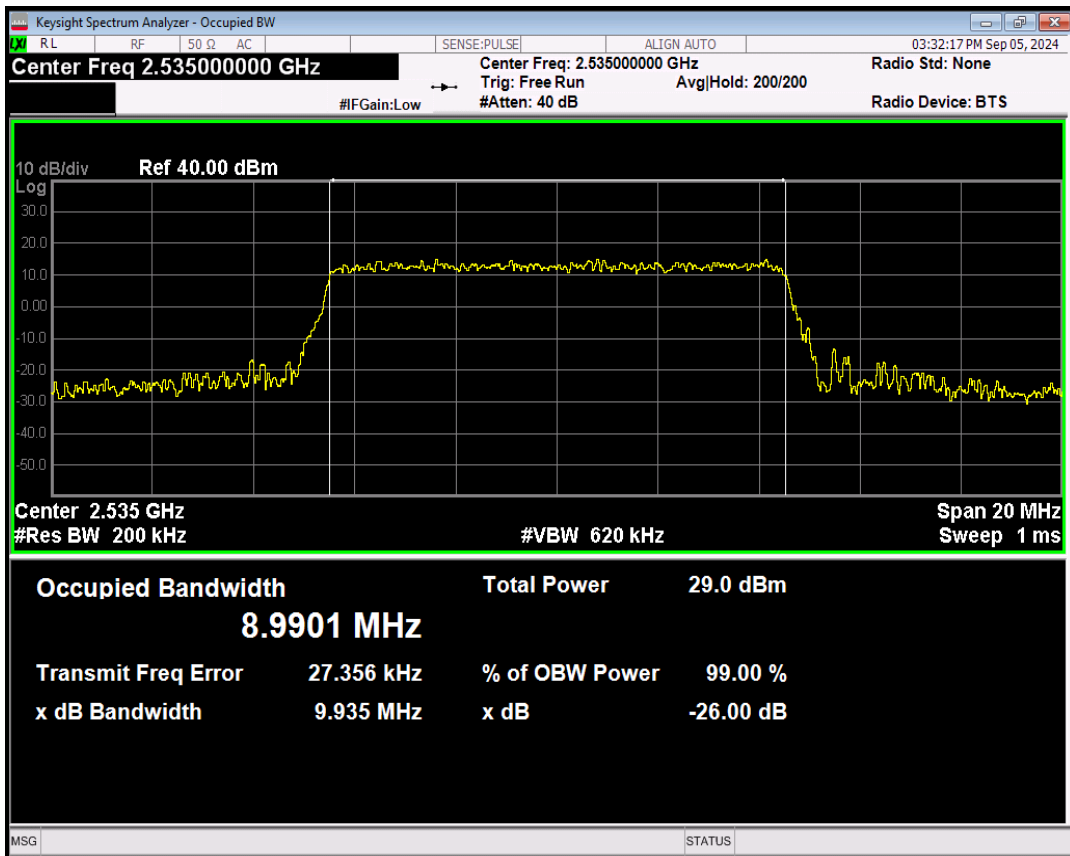 Keysight Spectrum Analyzer - Occupied BW
LXI RL RF 50 Ω AC SENSE:PULSE ALIGN AUTO 03:32:17 PM Sep 05, 2024
Center Freq 2.535000000 GHz Center Freq: 2.535000000 GHz Radio Std: None
Trig: Free Run Avg|Hold: 200/200
#IFGain:Low #Atten: 40 dB Radio Device: BTS
10 dB/div Ref 40.00 dBm
Log
30.0
20.0
10.0
0.00
-10.0
-20.0
-30.0
-40.0
-50.0
Center 2.535 GHz Span 20 MHz
#Res BW 200 kHz #VBW 620 kHz Sweep 1 ms
Occupied Bandwidth Total Power 29.0 dBm
8.9901 MHz
Transmit Freq Error 27.356 kHz % of OBW Power 99.00 %
x dB Bandwidth 9.935 MHz x dB -26.00 dB
MSG STATUS